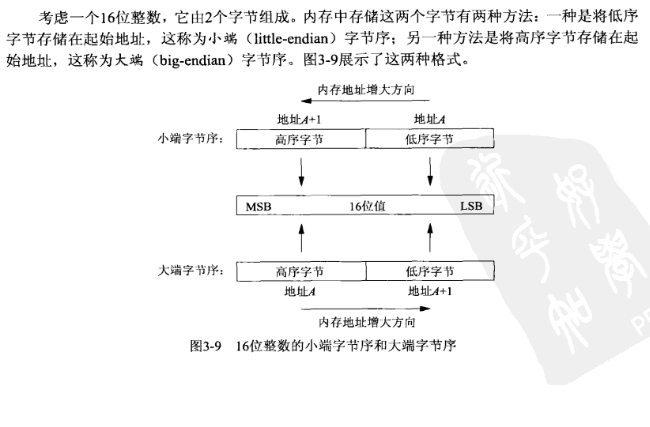 考虑一个16位整数，它由2个字节组成。内存中存储这两个字节有两种方法：一种是将低序
字节存储在起始地址，这称为小端（little-endian）字节序；另一种方法是将高序字节存储在起
始地址，这称为大端（big-endian）字节序。图3-9展示了这两种格式。
内存地址增大方向
地址A+1 地址A
小端字节序： 高序字节 低序字节
MSB 16位值 LSB
大端字节序： 高序字节 低序字节
地址A 地址A+1
内存地址增大方向
图3-9 16位整数的小端字节序和大端字节序